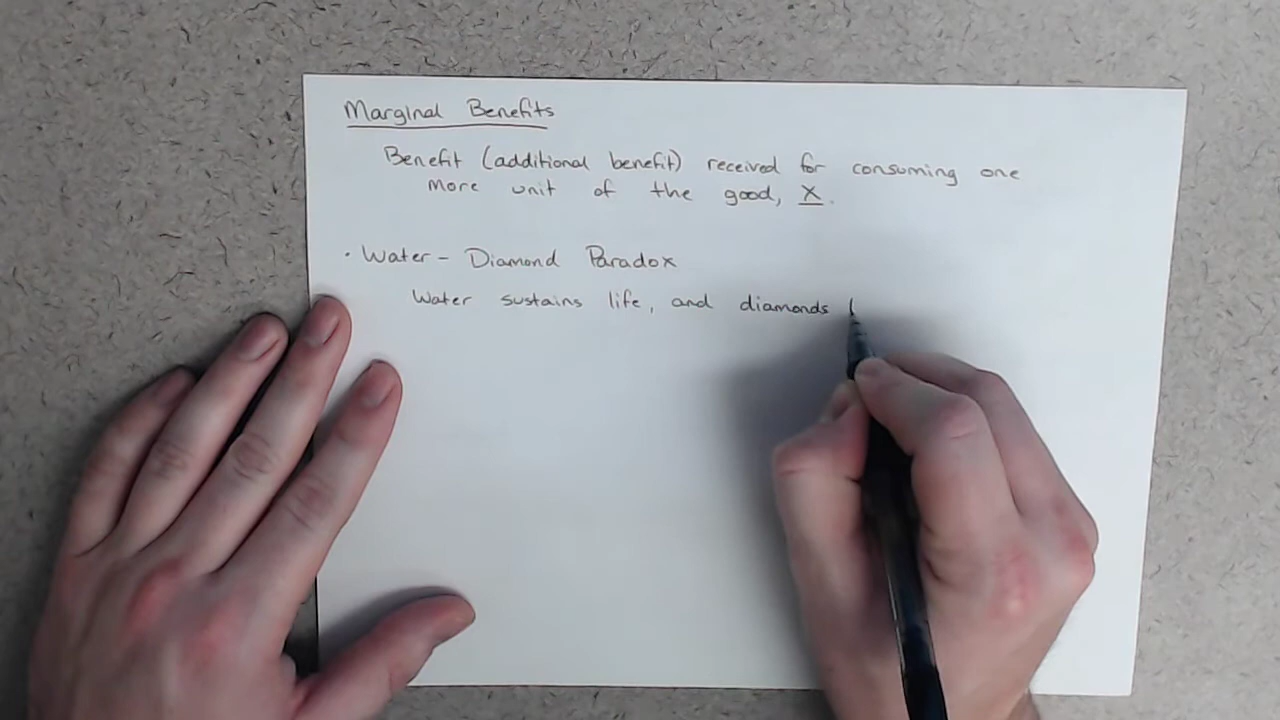 Marginal Benefits
Benefit (additional benefit) received for consuming one
more unit of the good, X.
• Water - Diamond Paradox
Water sustains life, and diamonds